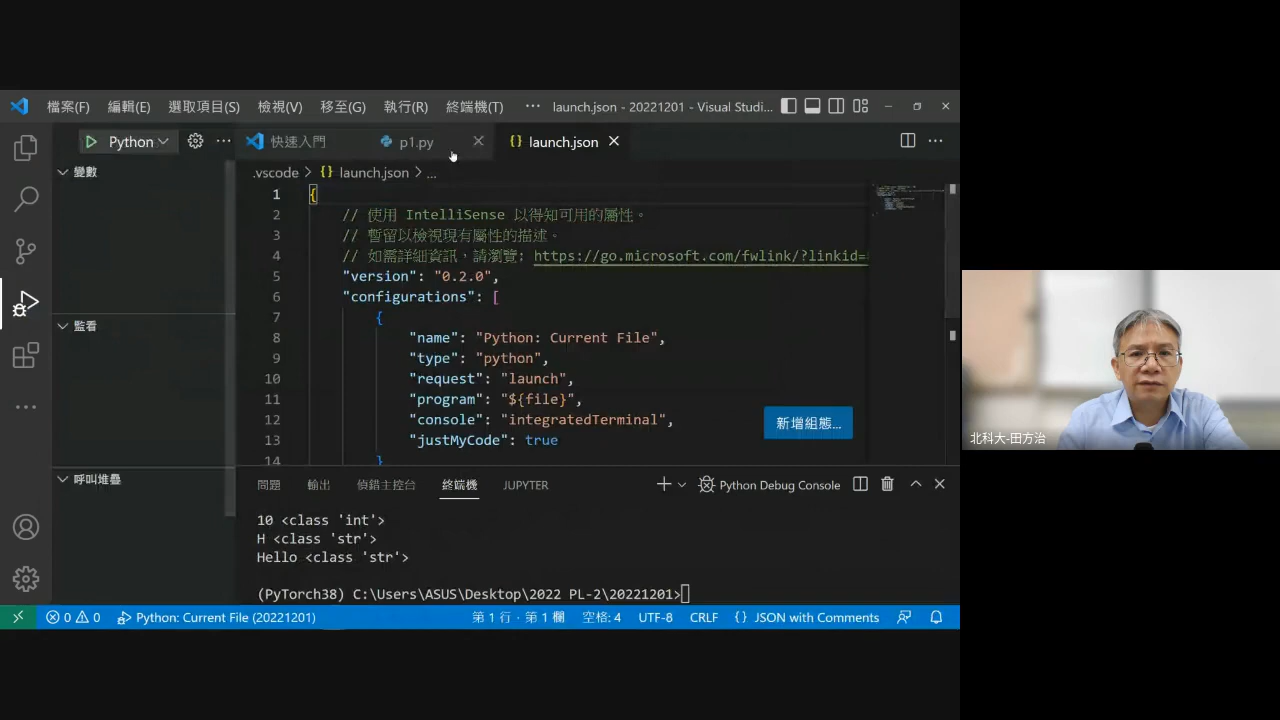 檔案(F) 編輯(E) 選取項目(S) 檢視(V) 移至(G) 執行(R) 終端機(T) ··· launch.json - 20221201 - Visual Studi...
Python 快速入門 p1.py launch.json
變數
.vscode > {} launch.json > ...
1 {
2 // 使用 IntelliSense 以得知可用的屬性。
3 // 暫留以檢視現有屬性的描述。
4 // 如需詳細資訊，請瀏覽: https://go.microsoft.com/fwlink/?linkid=
5 "version": "0.2.0",
6 "configurations": [
7 {
監看
8 "name": "Python: Current File",
9 "type": "python",
10 "request": "launch",
11 "program": "${file}",
12 "console": "integratedTerminal",
13 "justMyCode": true
14 }
新增組態...
呼叫堆疊
問題 輸出 偵錯主控台 終端機 JUPYTER Python Debug Console
10 <class 'int'>
H <class 'str'>
Hello <class 'str'>
(PyTorch38) C:\Users\ASUS\Desktop\2022 PL-2\20221201>
0 0 Python: Current File (20221201) 第 1 行，第 1 欄 空格: 4 UTF-8 CRLF {} JSON with Comments
北科大-田方治